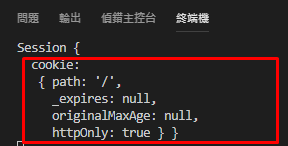 問題 輸出 偵錯主控台 終端機
Session {
cookie:
{ path: '/',
_expires: null,
originalMaxAge: null,
httpOnly: true } }